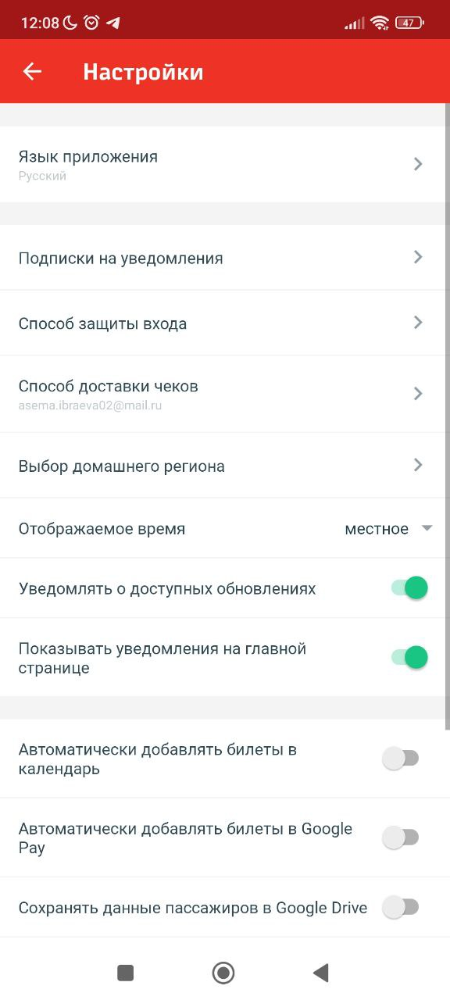 12:08
47
Настройки
Язык приложения
Русский
Подписки на уведомления
Способ защиты входа
Способ доставки чеков
asema.ibraeva02@mail.ru
Выбор домашнего региона
Отображаемое время
местное
Уведомлять о доступных обновлениях
Показывать уведомления на главной
странице
Автоматически добавлять билеты в
календарь
Автоматически добавлять билеты в Google
Pay
Сохранять данные пассажиров в Google Drive